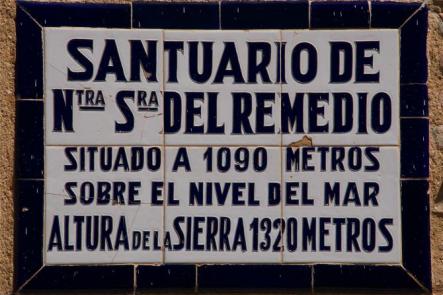 SANTUARIO DE
NTRA SRA DEL REMEDIO
SITUADO A 1090 METROS
SOBRE EL NIVEL DEL MAR
ALTURA DE LA SIERRA 1320 METROS